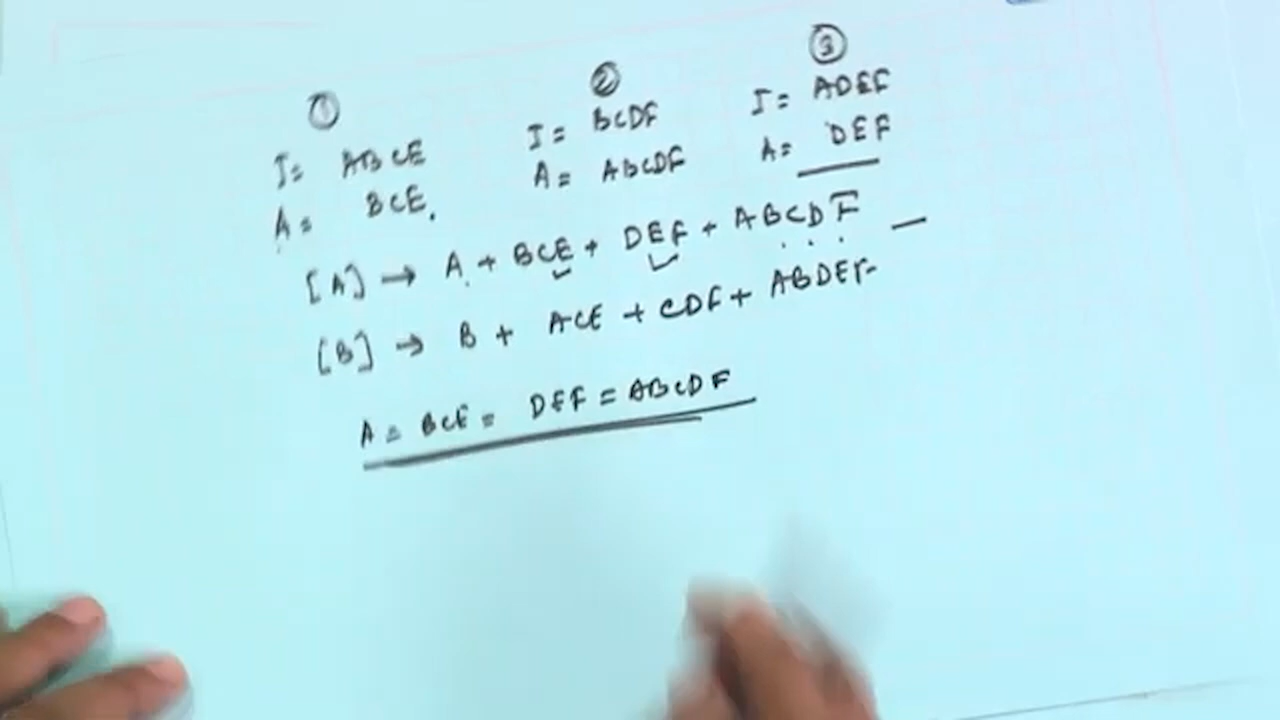 ① ② ③
I = ABCE I = BCDF I = ADEF
A = BCE. A = ABCDF A = DEF
[A] → A + BCE + DEF + ABCDF
[B] → B + ACE + CDF + ABDEF
A = BCE = DEF = ABCDF